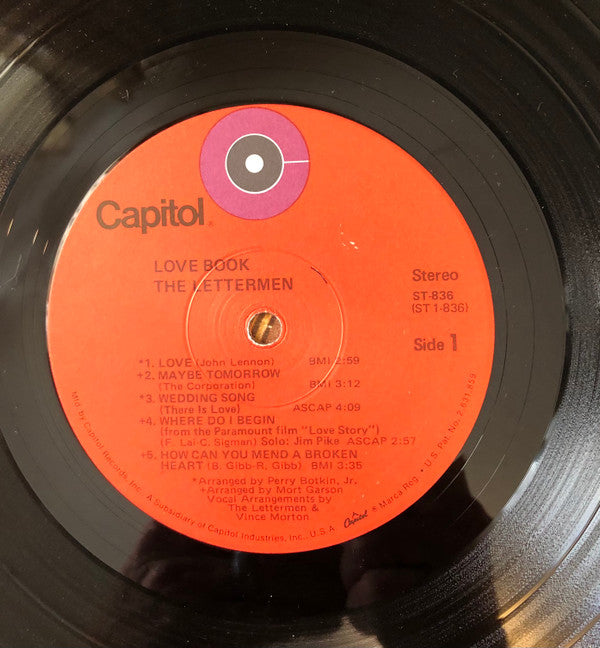 Capitol®
LOVE BOOK
THE LETTERMEN
Stereo
ST-836
(ST 1-836)
Side 1
*1. LOVE (John Lennon) BMI 2:59
+2. MAYBE TOMORROW
(The Corporation) BMI 3:12
*3. WEDDING SONG
(There Is Love) ASCAP 4:09
+4. WHERE DO I BEGIN
(from the Paramount film "Love Story")
(F. Lai-C. Sigman) Solo: Jim Pike ASCAP 2:57
+5. HOW CAN YOU MEND A BROKEN
HEART (B. Gibb-R. Gibb) BMI 3:35
*Arranged by Perry Botkin, Jr.
+Arranged by Mort Garson
Vocal Arrangements by
The Lettermen &
Vince Morton
Mfd. by Capitol Records, Inc., A Subsidiary of Capitol Industries, Inc., U.S.A. Capitol ® Marca Reg. • U.S. Pat. No. 2,681,859